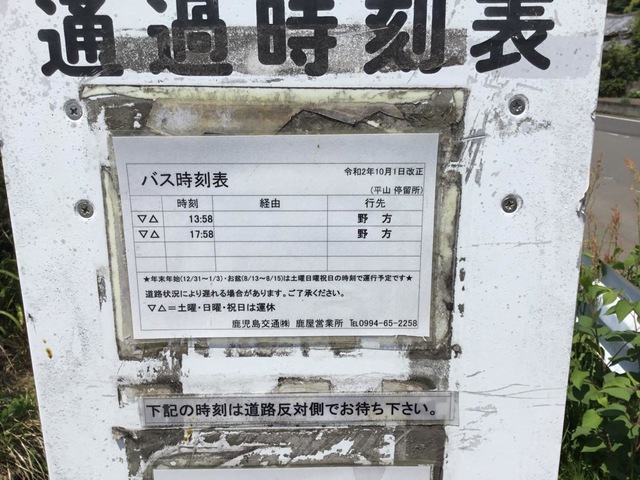 通過時刻表
バス時刻表 令和2年10月1日改正
(平山 停留所)
時刻 経由 行先
▽△ 13:58 野 方
▽△ 17:58 野 方
★年末年始(12/31~1/3)・お盆(8/13~8/15)は土曜日曜祝日の時刻で運行予定です★
道路状況により遅れる場合があります。ご了承ください。
▽△=土曜・日曜・祝日は運休
鹿児島交通㈱ 鹿屋営業所 ℡0994-65-2258
下記の時刻は道路反対側でお待ち下さい。